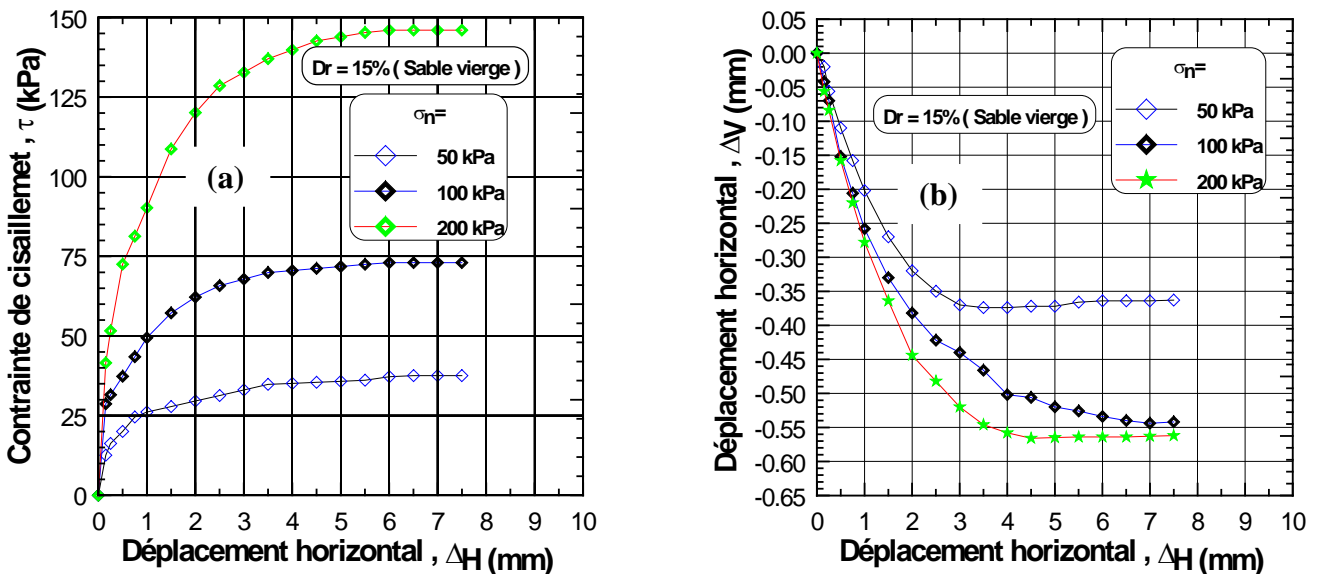 150
125
100
75
50
25
0
0 1 2 3 4 5 6 7 8 9 10
Contrainte de cisaillemet , τ (kPa)
Déplacement horizontal , ΔH (mm)
Dr = 15% ( Sable vierge )
σn=
50 kPa
100 kPa
200 kPa
(a)
0.05
0.00
-0.05
-0.10
-0.15
-0.20
-0.25
-0.30
-0.35
-0.40
-0.45
-0.50
-0.55
-0.60
-0.65
0 1 2 3 4 5 6 7 8 9 10
Déplacement horizontal , ΔV (mm)
Déplacement horizontal , ΔH (mm)
Dr = 15% ( Sable vierge )
σn=
50 kPa
100 kPa
200 kPa
(b)